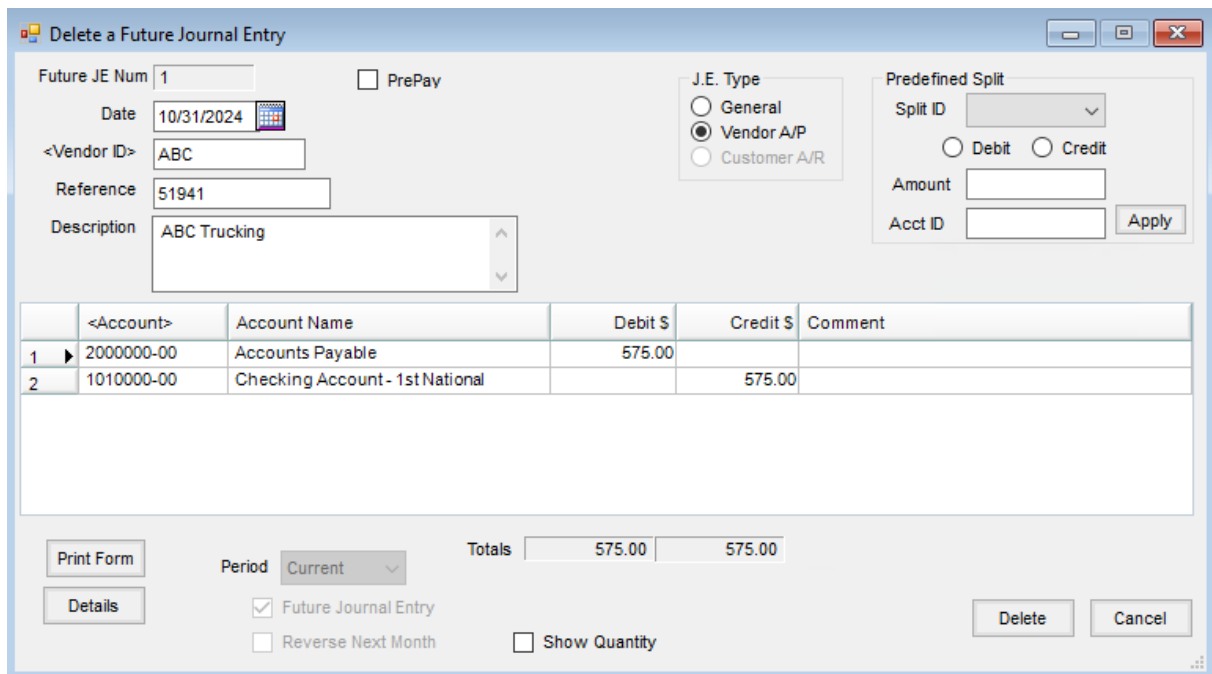 Delete a Future Journal Entry
Future JE Num 1
PrePay
Date 10/31/2024
<Vendor ID> ABC
Reference 51941
Description ABC Trucking
J.E. Type
General
Vendor A/P
Customer A/R
Predefined Split
Split ID
Debit Credit
Amount
Acct ID Apply
<Account> Account Name Debit $ Credit $ Comment
1 2000000-00 Accounts Payable 575.00
2 1010000-00 Checking Account - 1st National 575.00
Print Form
Details
Totals 575.00 575.00
Period Current
Future Journal Entry
Reverse Next Month
Show Quantity
Delete Cancel